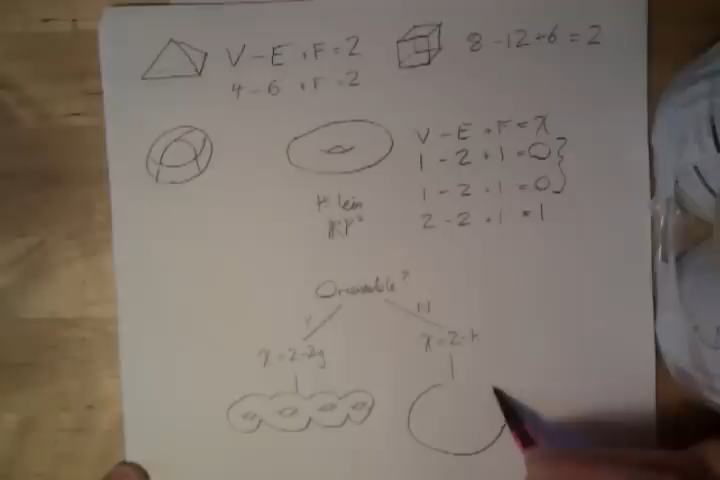 V - E + F = 2
4 - 6 + F = 2
8 - 12 + 6 = 2
V - E + F = χ
1 - 2 + 1 = 0
Klein
1 - 2 + 1 = 0
RP²
2 - 2 + 1 = 1
Orientable?
Y
N
χ = 2 - 2g
χ = 2 - k